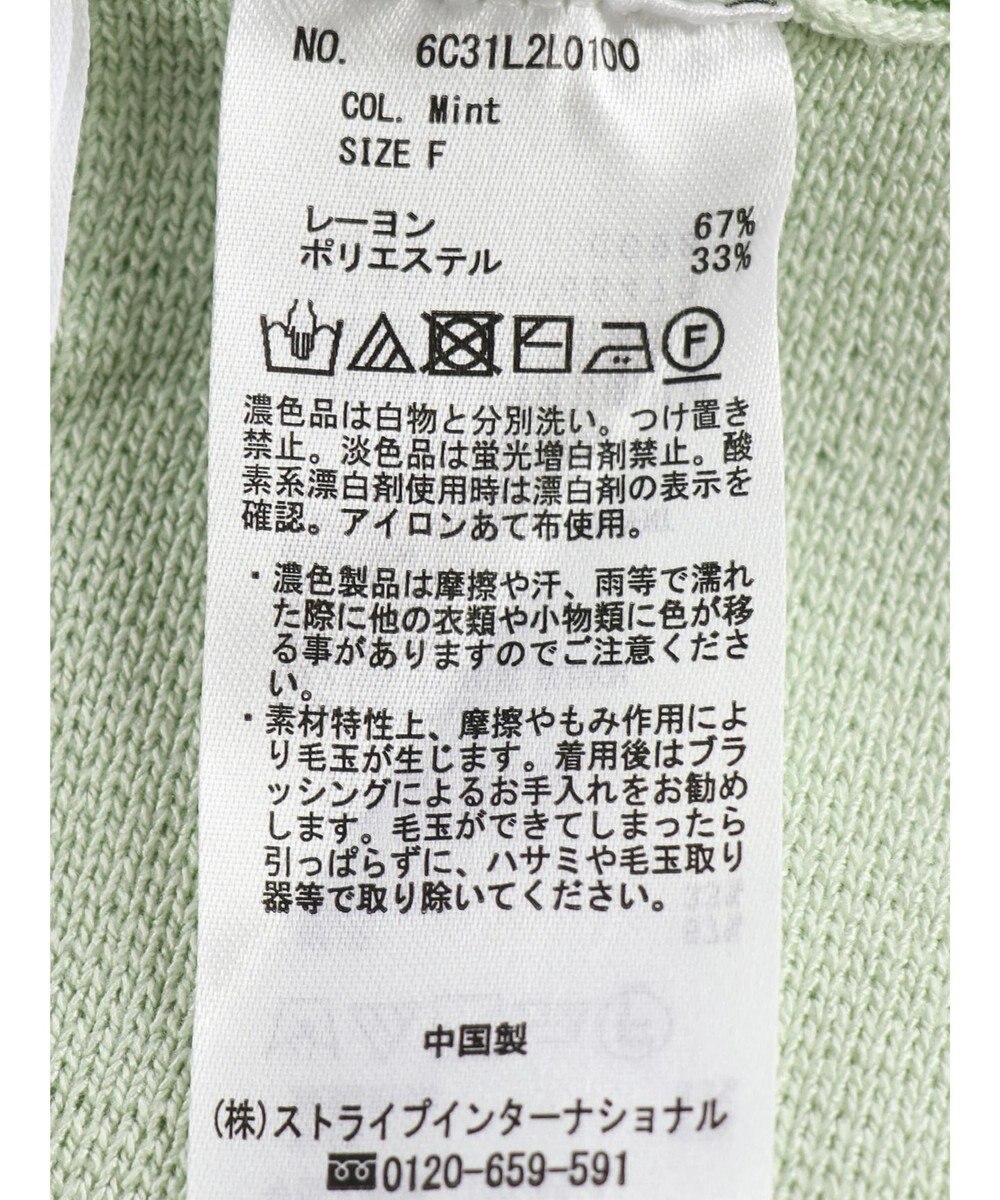 NO. 6C31L2L0100
COL. Mint
SIZE F
レーヨン 67%
ポリエステル 33%
F
濃色品は白物と分別洗い。つけ置き
禁止。淡色品は蛍光増白剤禁止。酸
素系漂白剤使用時は漂白剤の表示を
確認。アイロンあて布使用。
・濃色製品は摩擦や汗、雨等で濡れ
た際に他の衣類や小物類に色が移
る事がありますのでご注意くださ
い。
・素材特性上、摩擦やもみ作用によ
り毛玉が生じます。着用後はブラ
ッシングによるお手入れをお勧め
します。毛玉ができてしまったら
引っぱらずに、ハサミや毛玉取り
器等で取り除いてください。
中国製
(株)ストライプインターナショナル
0120-659-591